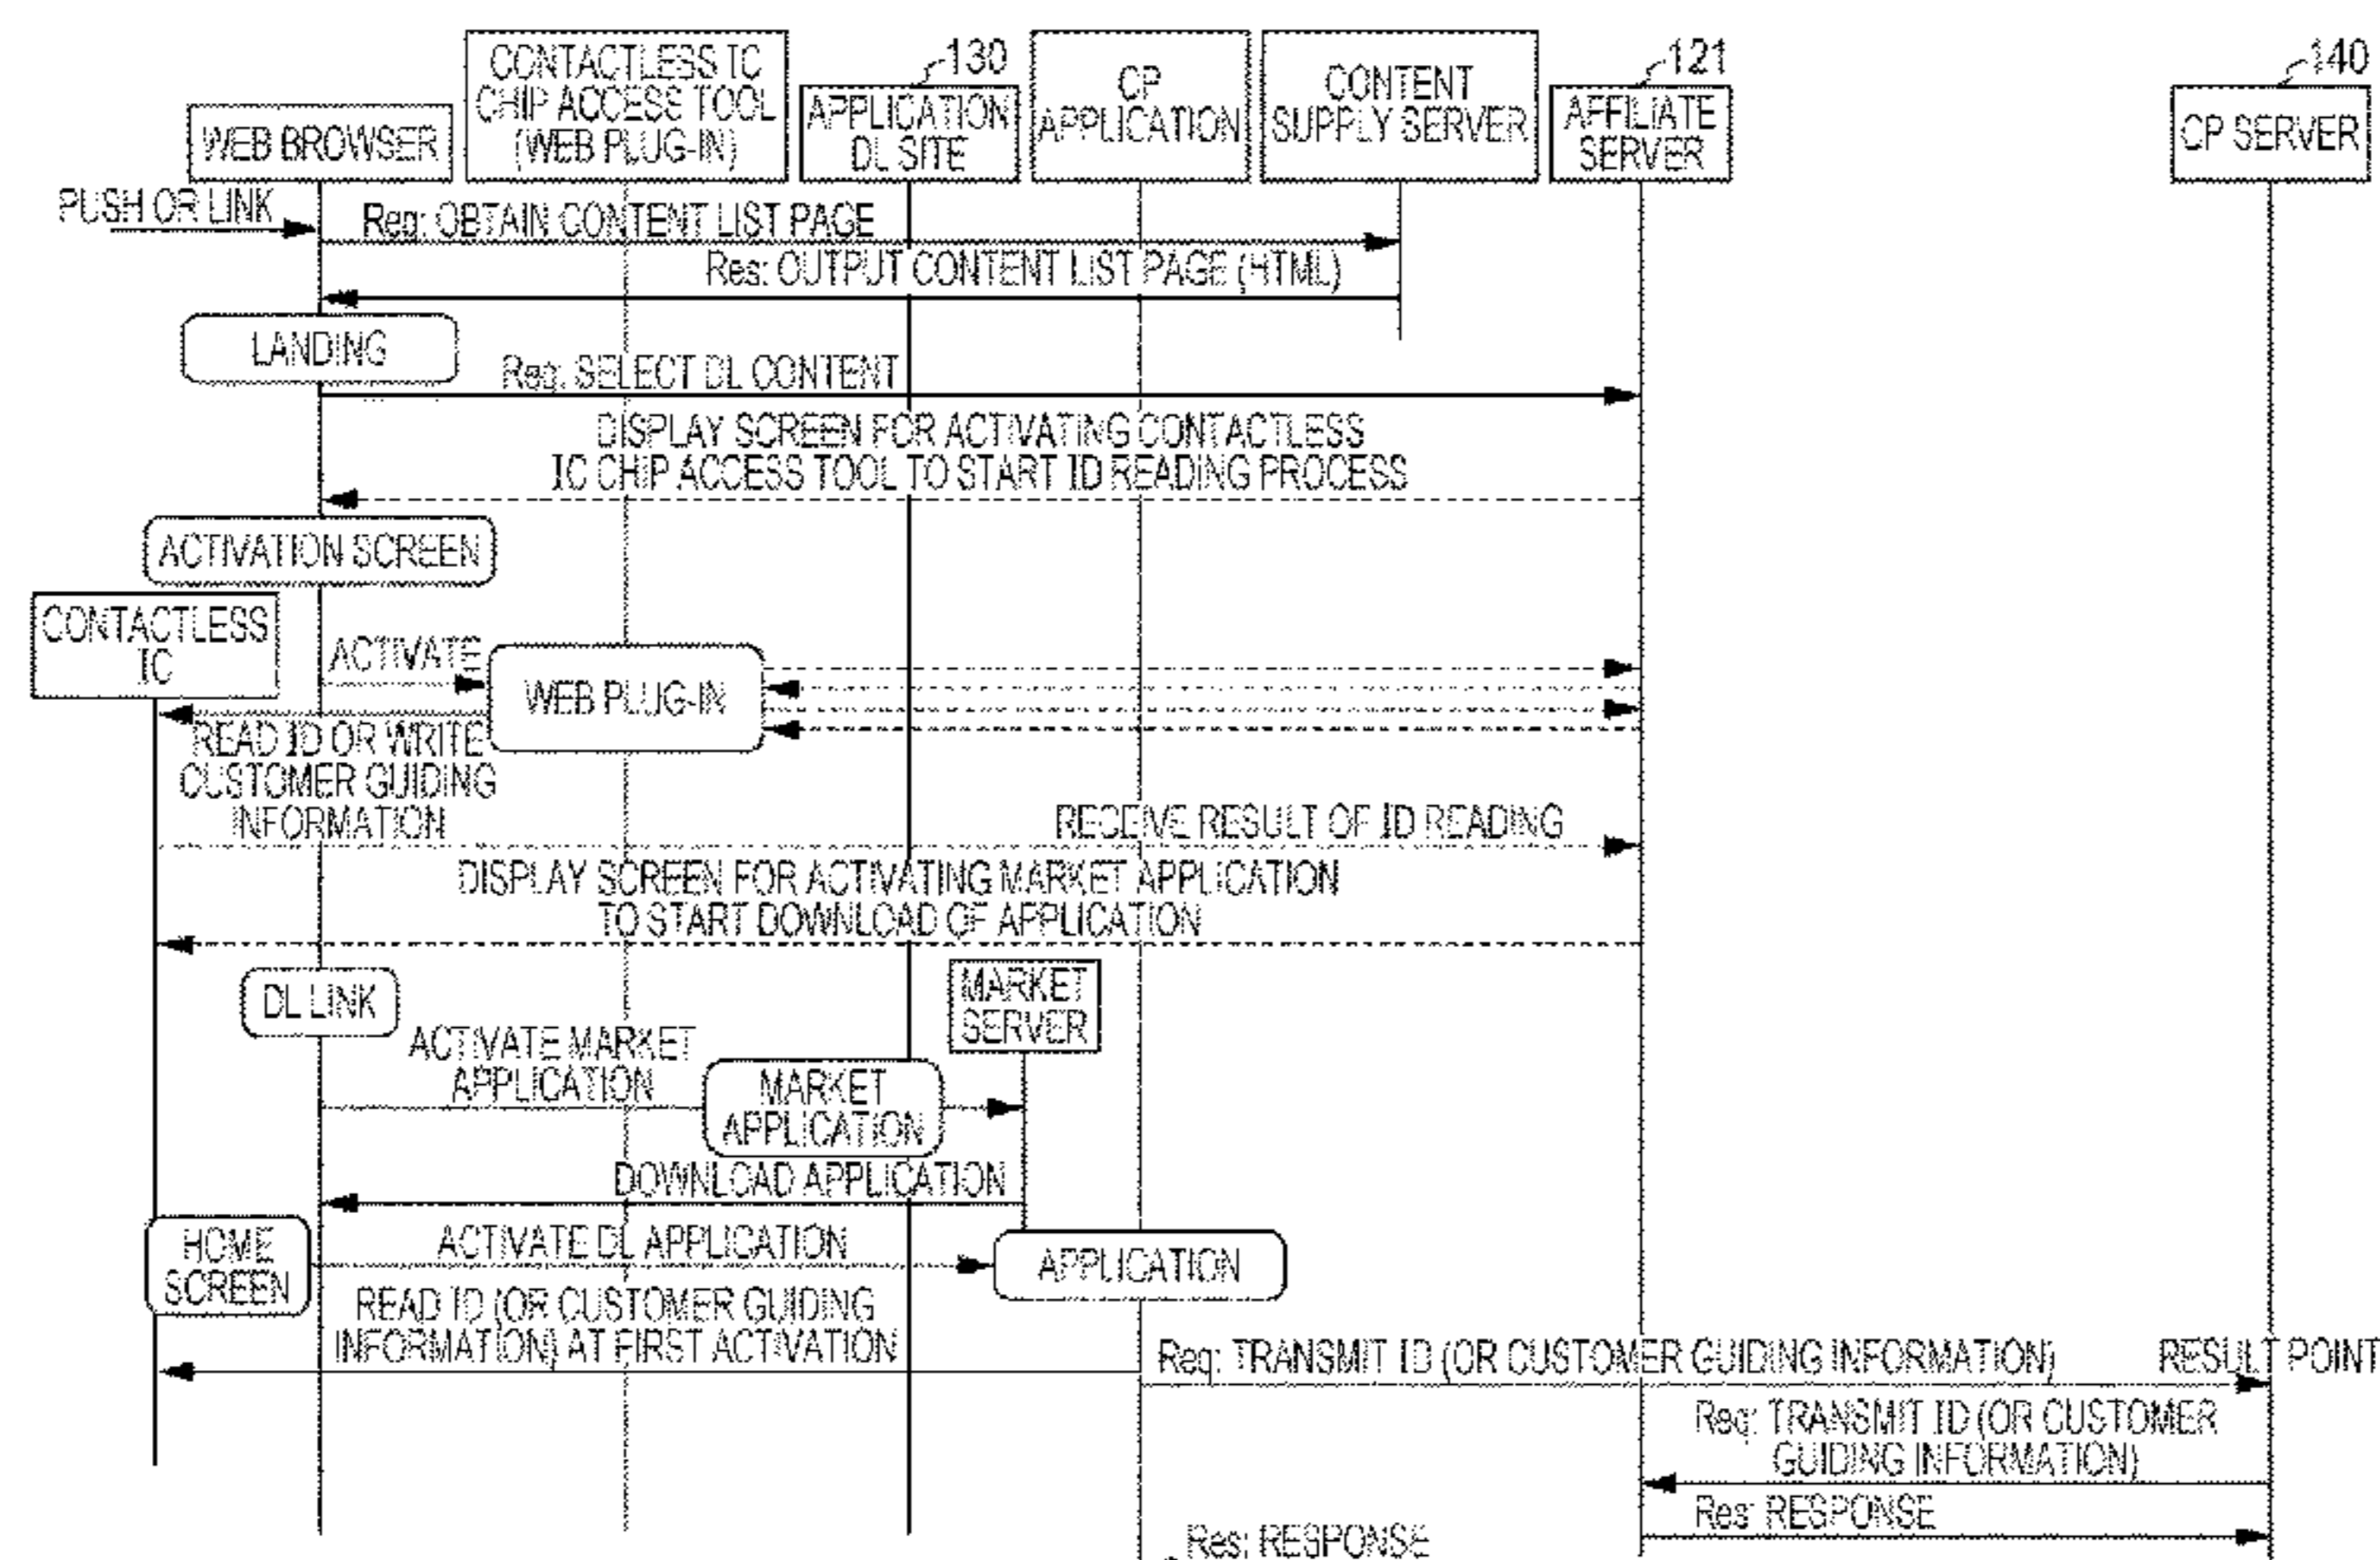 CONTACTLESS IC
CHIP ACCESS TOOL
(WEB PLUG-IN)
130
CP
APPLICATION
CONTENT
SUPPLY SERVER
121
140
WEB BROWSER
APPLICATION
DL SITE
AFFILIATE
SERVER
CP SERVER
PUSH OR LINK
Req: OBTAIN CONTENT LIST PAGE
Res: OUTPUT CONTENT LIST PAGE (HTML)
LANDING
Req: SELECT DL CONTENT
DISPLAY SCREEN FOR ACTIVATING CONTACTLESS
IC CHIP ACCESS TOOL TO START ID READING PROCESS
ACTIVATION SCREEN
CONTACTLESS
IC
ACTIVATE
WEB PLUG-IN
READ ID OR WRITE
CUSTOMER GUIDING
INFORMATION
RECEIVE RESULT OF ID READING
DISPLAY SCREEN FOR ACTIVATING MARKET APPLICATION
TO START DOWNLOAD OF APPLICATION
DL LINK
MARKET
SERVER
ACTIVATE MARKET
APPLICATION
MARKET
APPLICATION
DOWNLOAD APPLICATION
HOME
SCREEN
ACTIVATE DL APPLICATION
APPLICATION
READ ID (OR CUSTOMER GUIDING
INFORMATION) AT FIRST ACTIVATION
Req: TRANSMIT ID (OR CUSTOMER GUIDING INFORMATION)
RESULT POINT
Req: TRANSMIT ID (OR CUSTOMER
GUIDING INFORMATION)
Res: RESPONSE
Res: RESPONSE